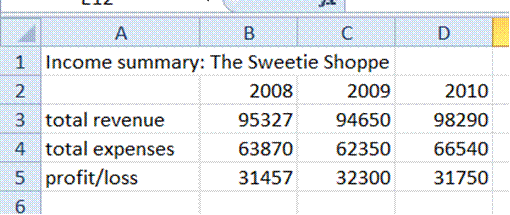 E12
A B C D
1 Income summary: The Sweetie Shoppe
2 2008 2009 2010
3 total revenue 95327 94650 98290
4 total expenses 63870 62350 66540
5 profit/loss 31457 32300 31750
6